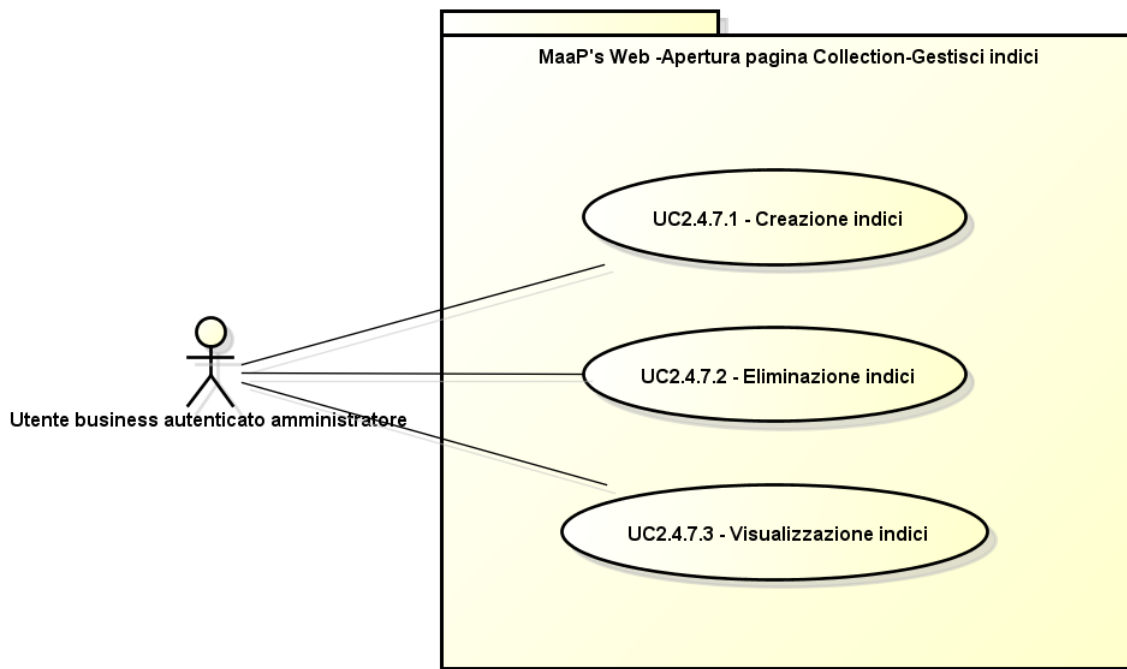 MaaP's Web -Apertura pagina Collection-Gestisci indici
UC2.4.7.1 - Creazione indici
UC2.4.7.2 - Eliminazione indici
Utente business autenticato amministratore
UC2.4.7.3 - Visualizzazione indici